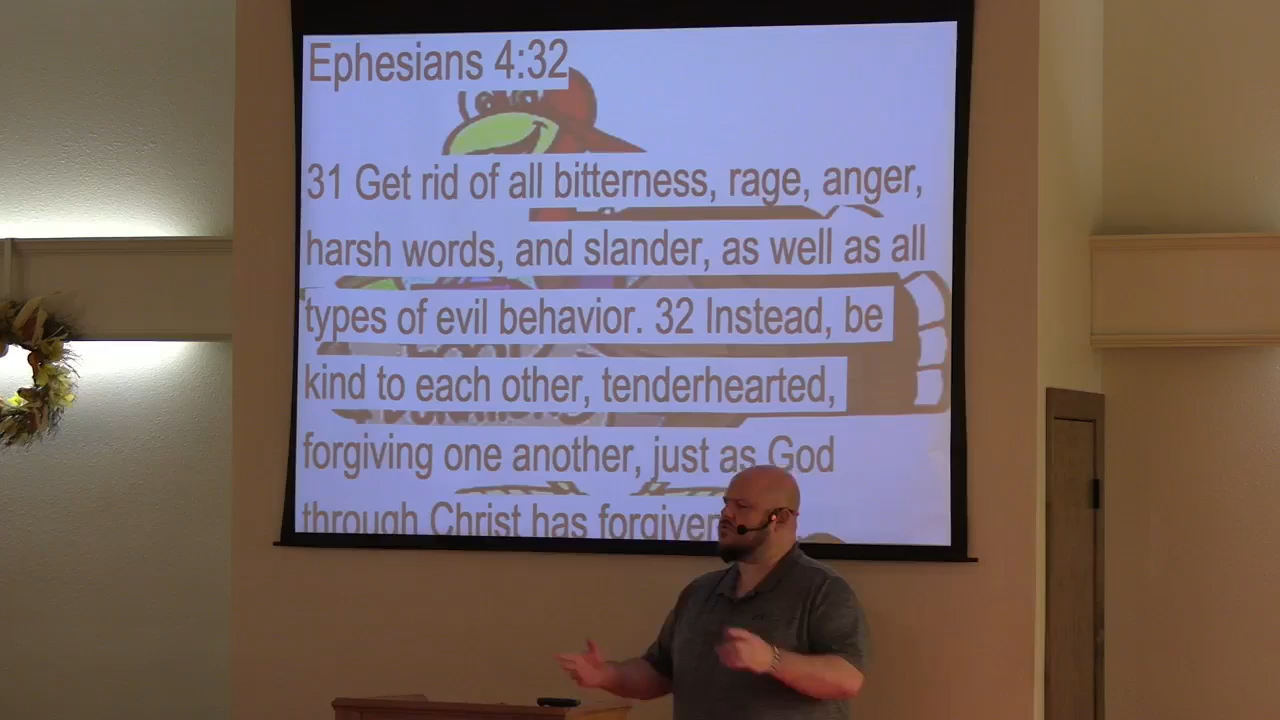 Ephesians 4:32
31 Get rid of all bitterness, rage, anger,
harsh words, and slander, as well as all
types of evil behavior. 32 Instead, be
kind to each other, tenderhearted,
forgiving one another, just as God
through Christ has forgiven